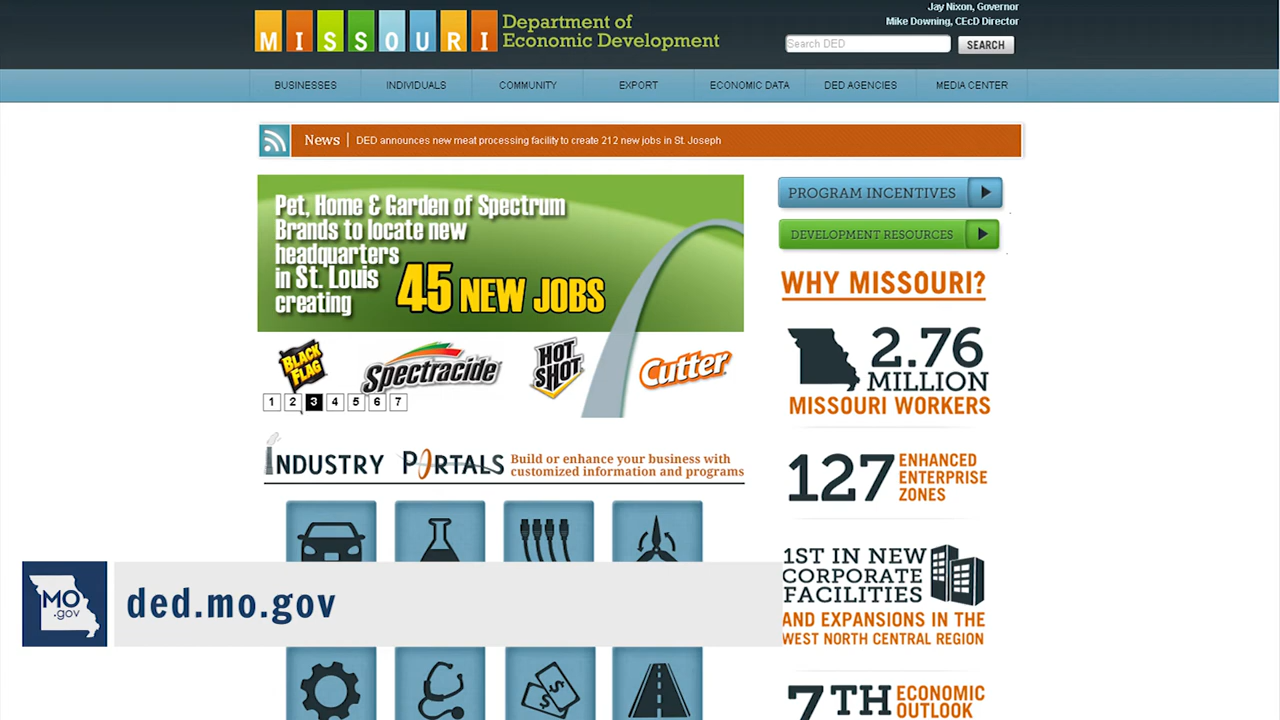 Jay Nixon, Governor
Mike Downing, CEcD Director
MISSOURI
Department of
Economic Development
Search DED
SEARCH
BUSINESSES INDIVIDUALS COMMUNITY EXPORT ECONOMIC DATA DED AGENCIES MEDIA CENTER
News | DED announces new meat processing facility to create 212 new jobs in St. Joseph
Pet, Home & Garden of Spectrum
Brands to locate new
headquarters
in St. Louis
creating
45 NEW JOBS
BLACK
FLAG
Spectracide
HOT
SHOT
Cutter
1 2 3 4 5 6 7
INDUSTRY PORTALS
Build or enhance your business with
customized information and programs
PROGRAM INCENTIVES
DEVELOPMENT RESOURCES
WHY MISSOURI?
2.76
MILLION
MISSOURI WORKERS
127
ENHANCED
ENTERPRISE
ZONES
1ST IN NEW
CORPORATE
FACILITIES
AND EXPANSIONS IN THE
WEST NORTH CENTRAL REGION
7TH
ECONOMIC
OUTLOOK
MO
.gov
ded.mo.gov